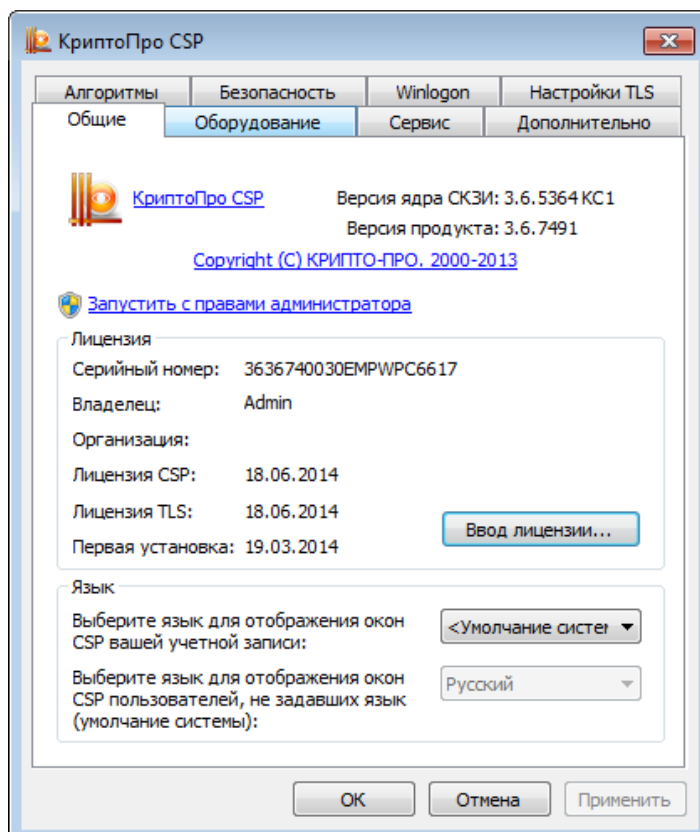 КриптоПро CSP
Алгоритмы Безопасность Winlogon Настройки TLS
Общие Оборудование Сервис Дополнительно
КриптоПро CSP Версия ядра СКЗИ: 3.6.5364 КС1
Версия продукта: 3.6.7491
Copyright (C) КРИПТО-ПРО. 2000-2013
Запустить с правами администратора
Лицензия
Серийный номер: 3636740030EMPWPC6617
Владелец: Admin
Организация:
Лицензия CSP: 18.06.2014
Лицензия TLS: 18.06.2014
Ввод лицензии...
Первая установка: 19.03.2014
Язык
Выберите язык для отображения окон
CSP вашей учетной записи:
<Умолчание систег
Выберите язык для отображения окон
CSP пользователей, не задавших язык
(умолчание системы):
Русский
ОК Отмена Применить